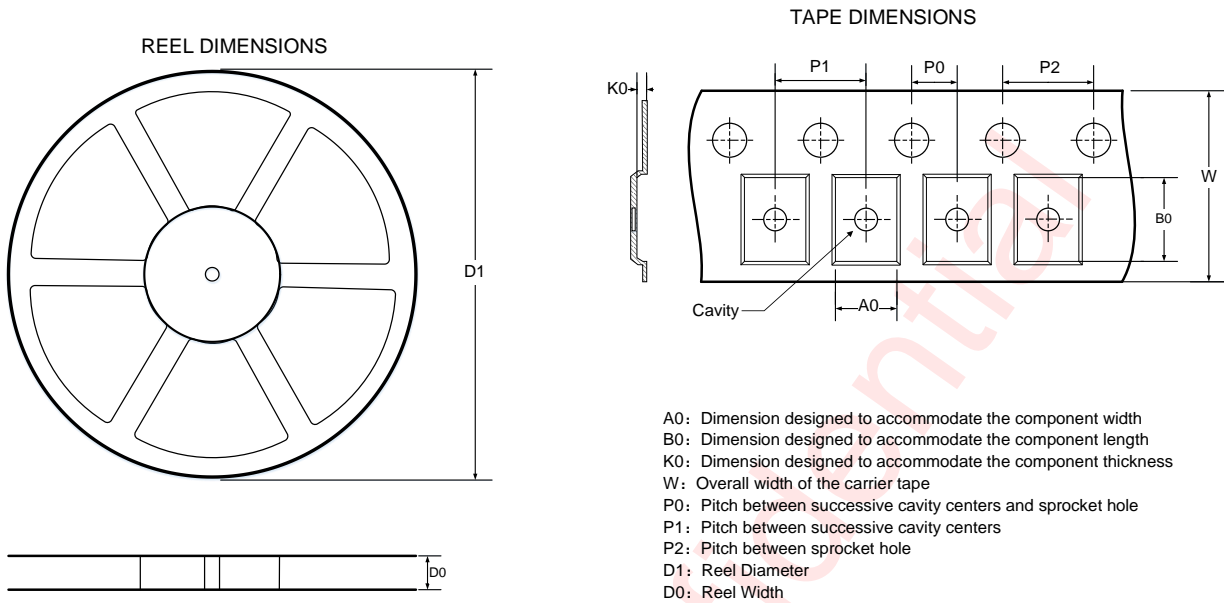 TAPE DIMENSIONS
REEL DIMENSIONS
P1
P0
P2
K0
W
B0
D1
Cavity
A0
A0：Dimension designed to accommodate the component width
B0：Dimension designed to accommodate the component length
K0：Dimension designed to accommodate the component thickness
W：Overall width of the carrier tape
P0：Pitch between successive cavity centers and sprocket hole
P1：Pitch between successive cavity centers
P2：Pitch between sprocket hole
D1：Reel Diameter
D0：Reel Width
D0